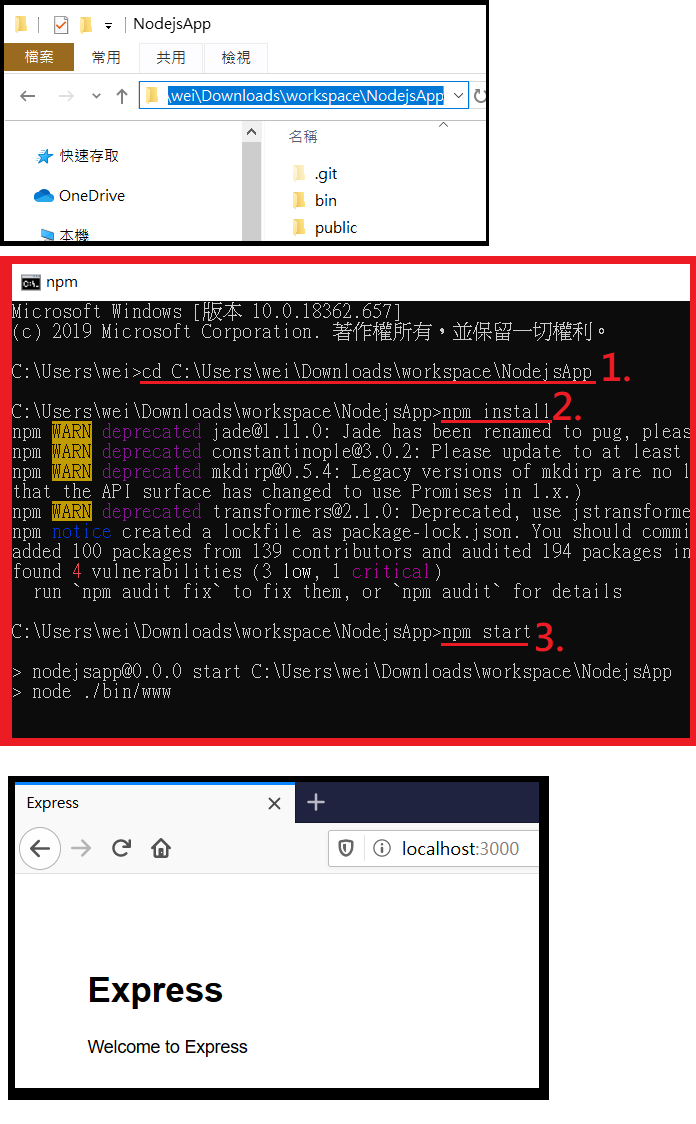 NodejsApp
檔案 常用 共用 檢視
\wei\Downloads\workspace\NodejsApp
名稱
快速存取
.git
OneDrive
bin
本機
public
npm
Microsoft Windows [版本 10.0.18362.657]
(c) 2019 Microsoft Corporation. 著作權所有，並保留一切權利。
C:\Users\wei>cd C:\Users\wei\Downloads\workspace\NodejsApp 1.
C:\Users\wei\Downloads\workspace\NodejsApp>npm install 2.
npm WARN deprecated jade@1.11.0: Jade has been renamed to pug, pleas
npm WARN deprecated constantinople@3.0.2: Please update to at least
npm WARN deprecated mkdirp@0.5.4: Legacy versions of mkdirp are no l
that the API surface has changed to use Promises in 1.x.)
npm WARN deprecated transformers@2.1.0: Deprecated, use jstransforme
npm notice created a lockfile as package-lock.json. You should commi
added 100 packages from 139 contributors and audited 194 packages in
found 4 vulnerabilities (3 low, 1 critical)
run `npm audit fix` to fix them, or `npm audit` for details
C:\Users\wei\Downloads\workspace\NodejsApp>npm start 3.
> nodejsapp@0.0.0 start C:\Users\wei\Downloads\workspace\NodejsApp
> node ./bin/www
Express
localhost:3000
Express
Welcome to Express